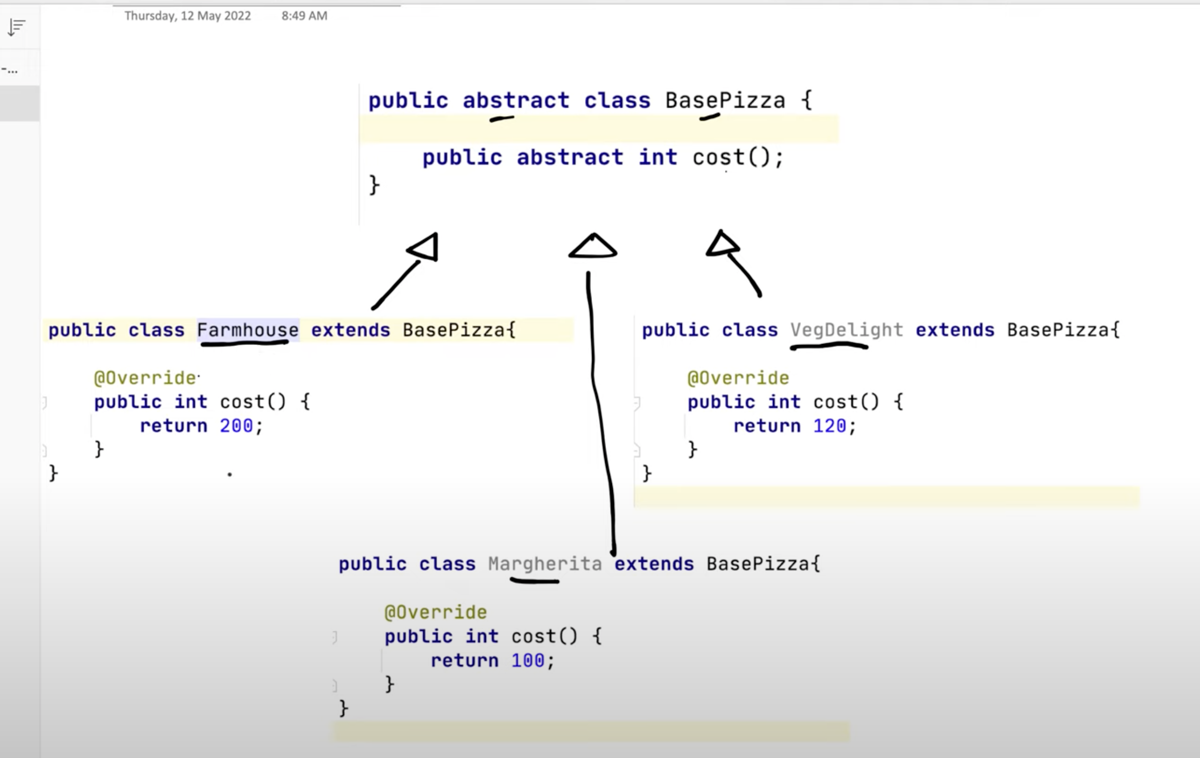 Thursday, 12 May 2022 8:49 AM
-...
public abstract class BasePizza {
public abstract int cost();
}
public class Farmhouse extends BasePizza{
@Override
public int cost() {
return 200;
}
}
public class VegDelight extends BasePizza{
@Override
public int cost() {
return 120;
}
}
public class Margherita extends BasePizza{
@Override
public int cost() {
return 100;
}
}